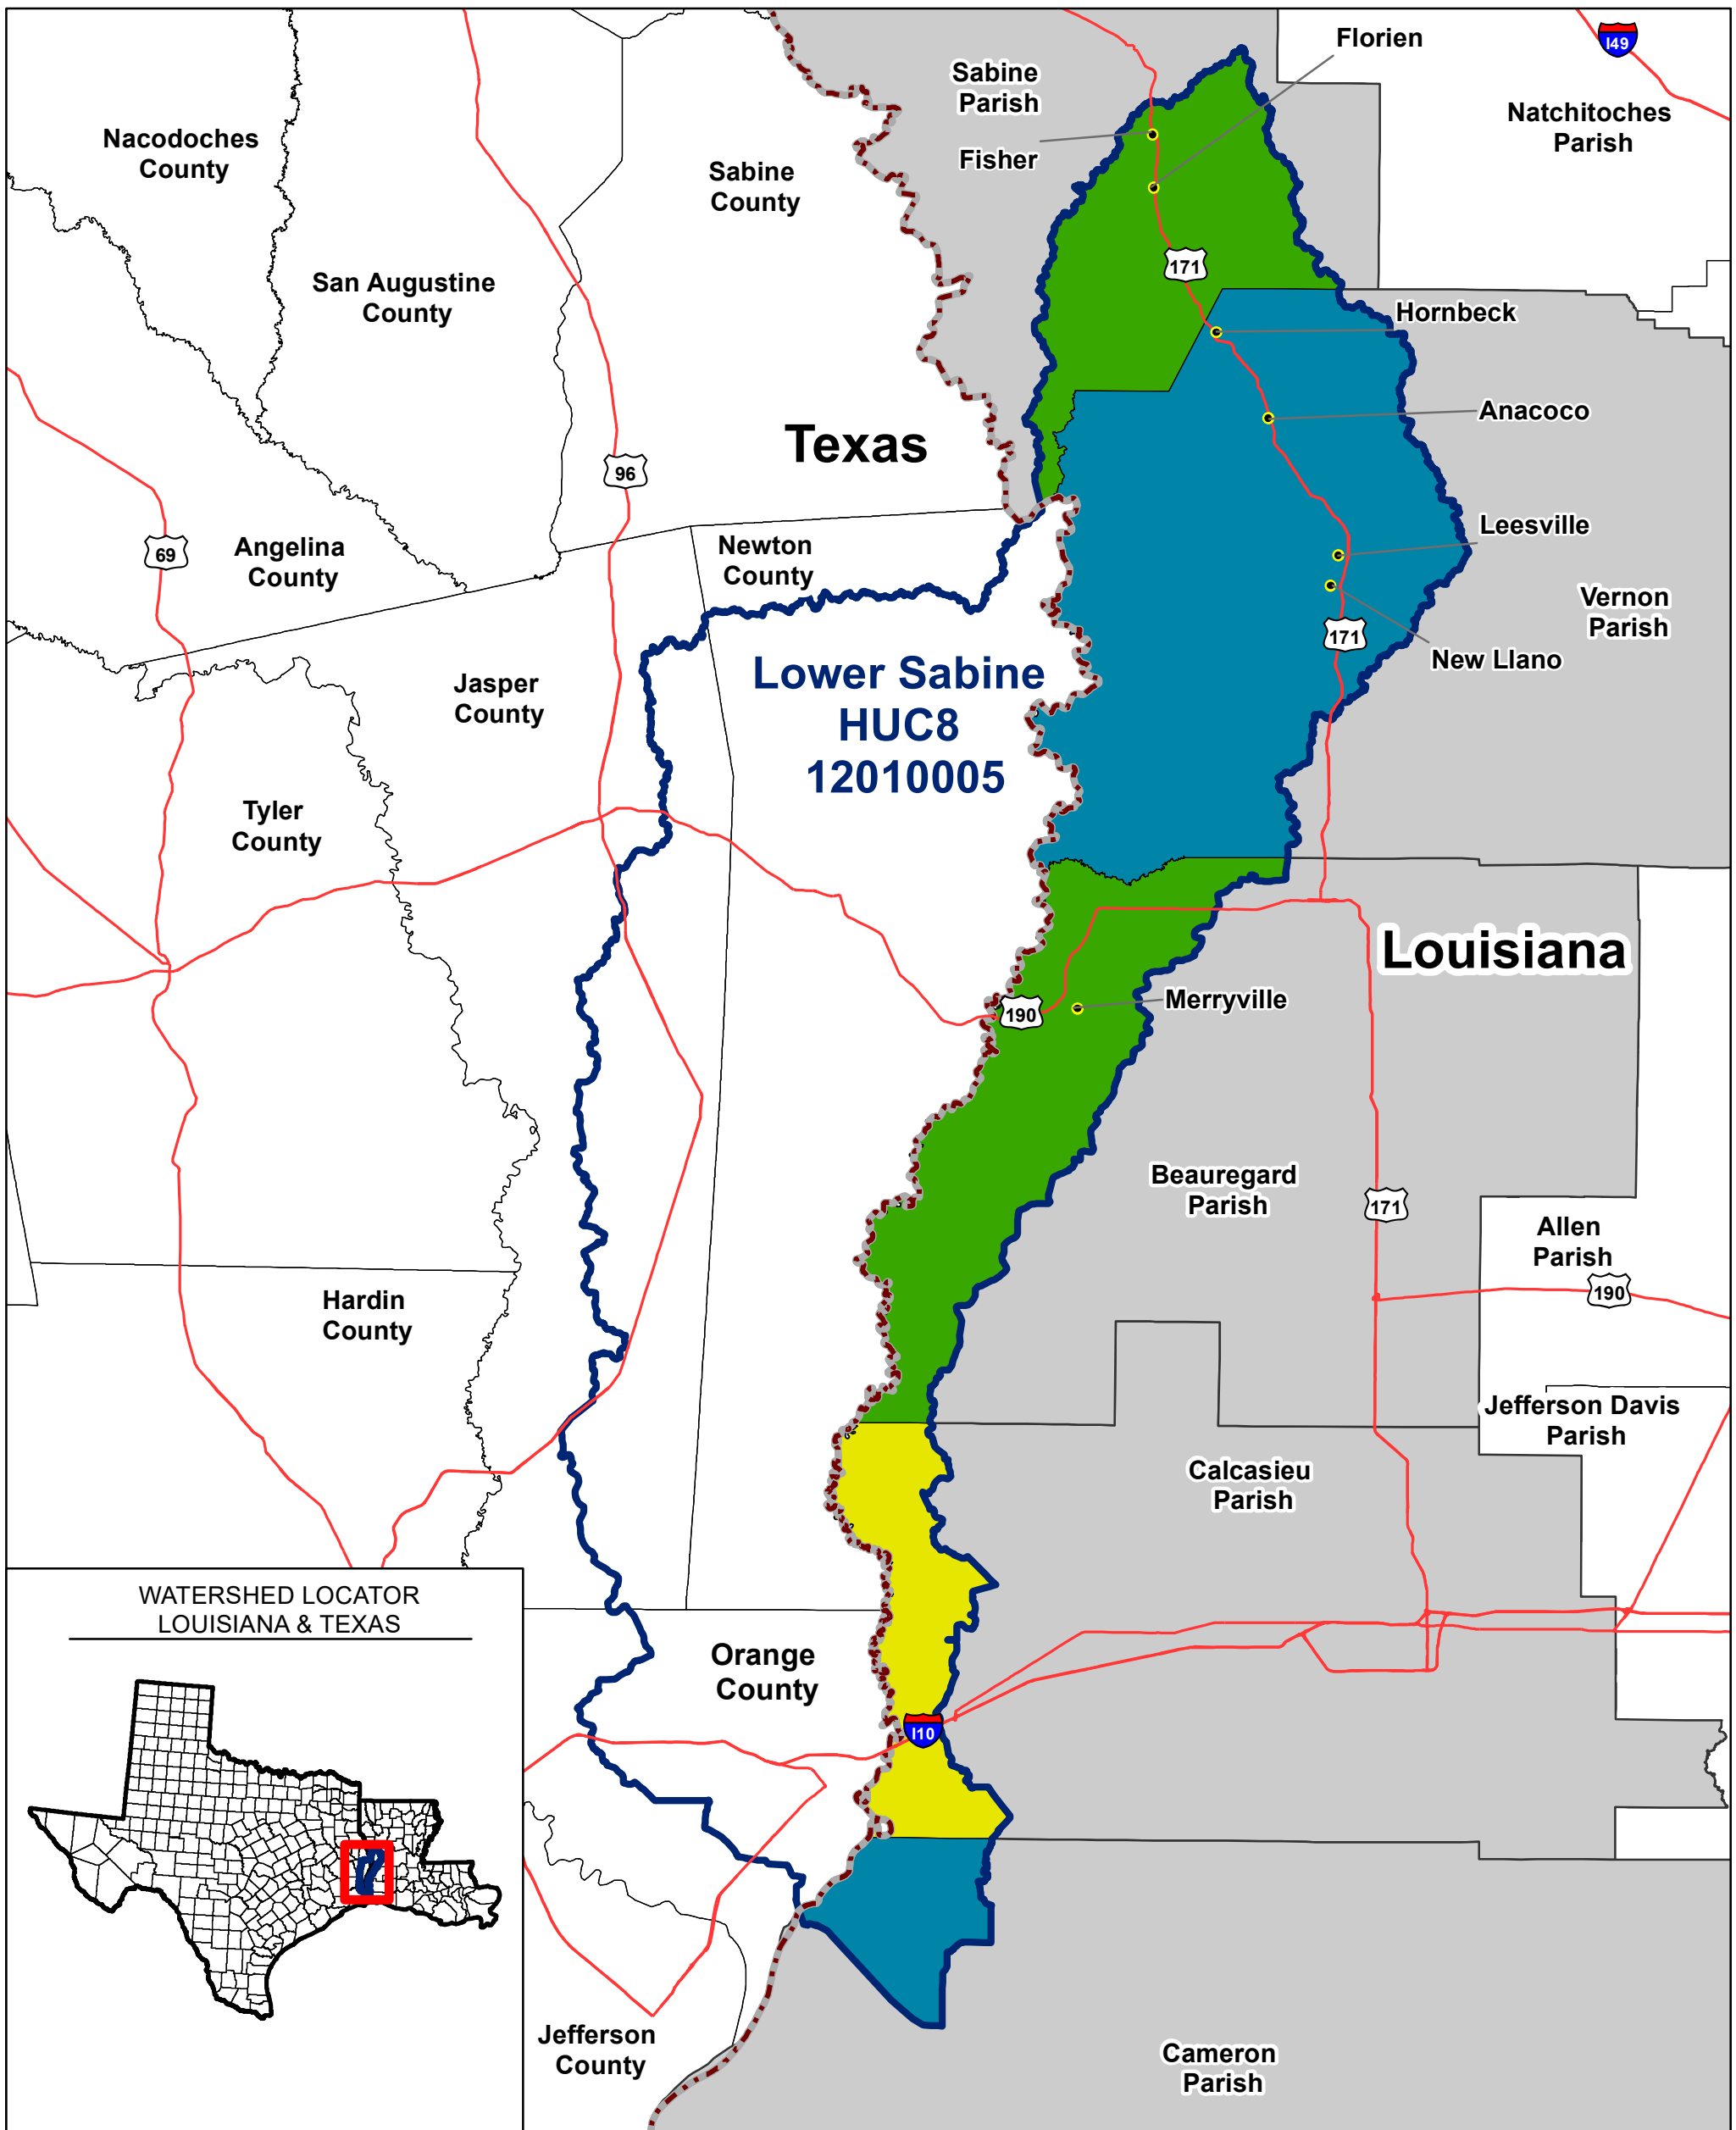 Florien
I49
Sabine
Parish
Natchitoches
Parish
Nacodoches
County
Fisher
Sabine
County
171
San Augustine
County
Hornbeck
Anacoco
Texas
96
Leesville
69
Angelina
County
Newton
County
Vernon
Parish
171
New Llano
Lower Sabine
HUC8
12010005
Jasper
County
Tyler
County
Louisiana
Merryville
190
Beauregard
Parish
171
Allen
Parish
190
Hardin
County
Jefferson Davis
Parish
Calcasieu
Parish
WATERSHED LOCATOR
LOUISIANA & TEXAS
Orange
County
I10
Jefferson
County
Cameron
Parish